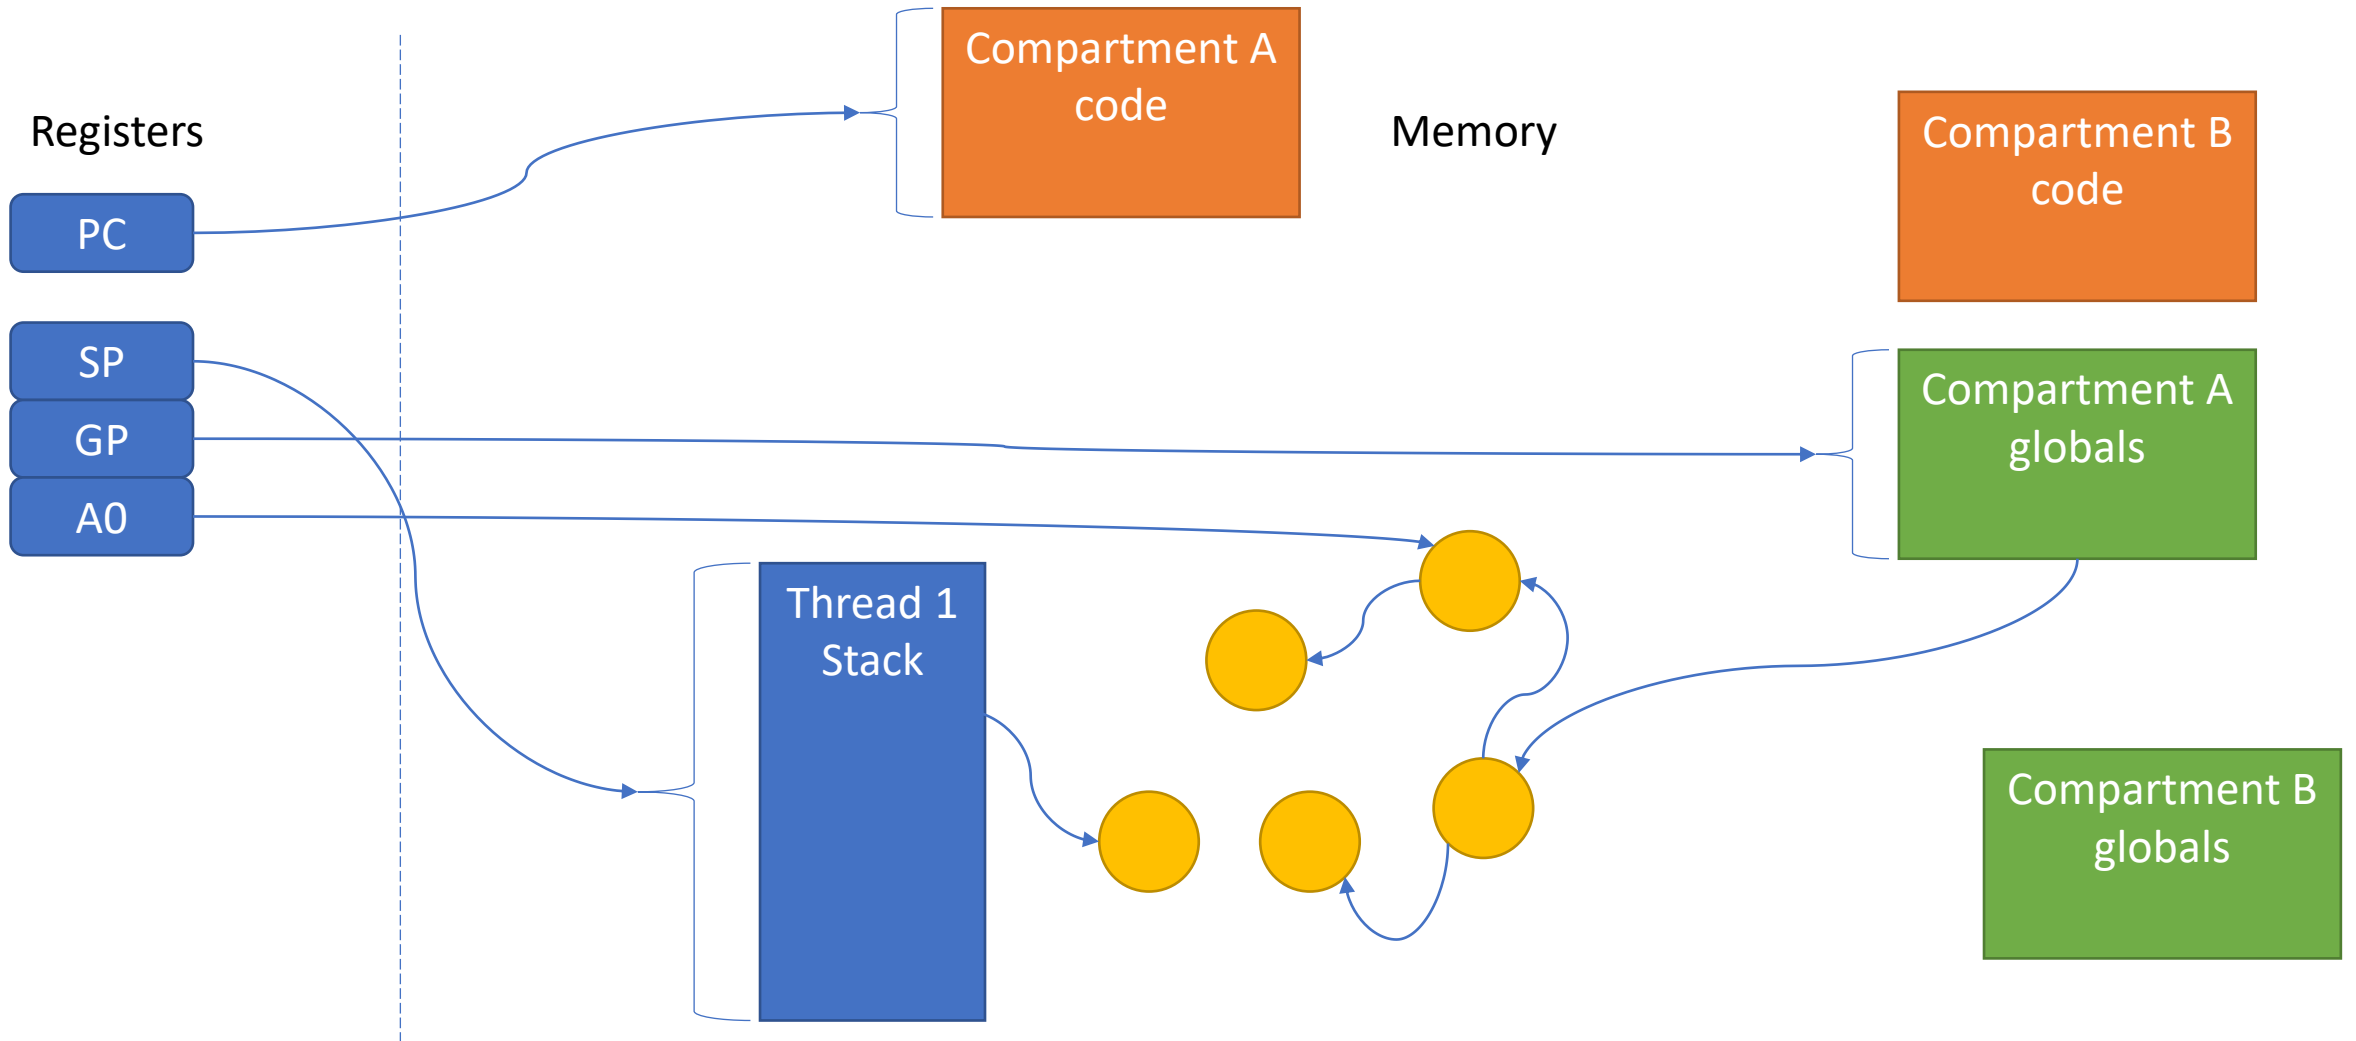 Compartment A
code
Registers
Memory
Compartment B
code
PC
SP
GP
A0
Compartment A
globals
Thread 1
Stack
Compartment B
globals